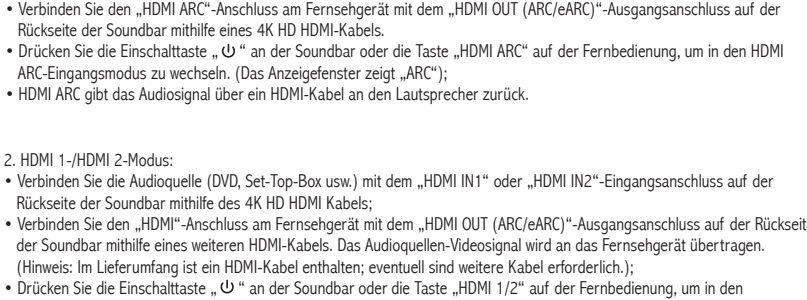 • Verbinden Sie den „HDMI ARC“-Anschluss am Fernsehgerät mit dem „HDMI OUT (ARC/eARC)“-Ausgangsanschluss auf der
Rückseite der Soundbar mithilfe eines 4K HD HDMI-Kabels.
• Drücken Sie die Einschalttaste „ ⏻ “ an der Soundbar oder die Taste „HDMI ARC“ auf der Fernbedienung, um in den HDMI
ARC-Eingangsmodus zu wechseln. (Das Anzeigefenster zeigt „ARC“);
• HDMI ARC gibt das Audiosignal über ein HDMI-Kabel an den Lautsprecher zurück.
2. HDMI 1-/HDMI 2-Modus:
• Verbinden Sie die Audioquelle (DVD, Set-Top-Box usw.) mit dem „HDMI IN1“ oder „HDMI IN2“-Eingangsanschluss auf der
Rückseite der Soundbar mithilfe des 4K HD HDMI Kabels;
• Verbinden Sie den „HDMI“-Anschluss am Fernsehgerät mit dem „HDMI OUT (ARC/eARC)“-Ausgangsanschluss auf der Rückseit
der Soundbar mithilfe eines weiteren HDMI-Kabels. Das Audioquellen-Videosignal wird an das Fernsehgerät übertragen.
(Hinweis: Im Lieferumfang ist ein HDMI-Kabel enthalten; eventuell sind weitere Kabel erforderlich.);
• Drücken Sie die Einschalttaste „ ⏻ “ an der Soundbar oder die Taste „HDMI 1/2“ auf der Fernbedienung, um in den